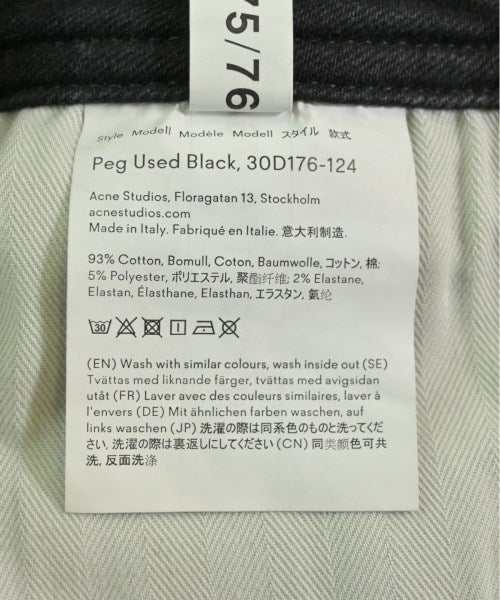 75/76
Style Modell Modèle Modell スタイル 款式
Peg Used Black, 30D176-124
Acne Studios, Floragatan 13, Stockholm
acnestudios.com
Made in Italy. Fabriqué en Italie. 意大利制造.
93% Cotton, Bomull, Coton, Baumwolle, コットン, 棉;
5% Polyester, ポリエステル, 聚酯纤维; 2% Elastane,
Elastan, Élasthane, Elasthan, エラスタン, 氨纶
30
(EN) Wash with similar colours, wash inside out (SE)
Tvättas med liknande färger, tvättas med avigsidan
utåt (FR) Laver avec des couleurs similaires, laver à
l'envers (DE) Mit ähnlichen farben waschen, auf
links waschen (JP) 洗濯の際は同系色のものと洗ってくだ
さい, 洗濯の際は裏返しにしてください (CN) 同类颜色可共
洗, 反面洗涤